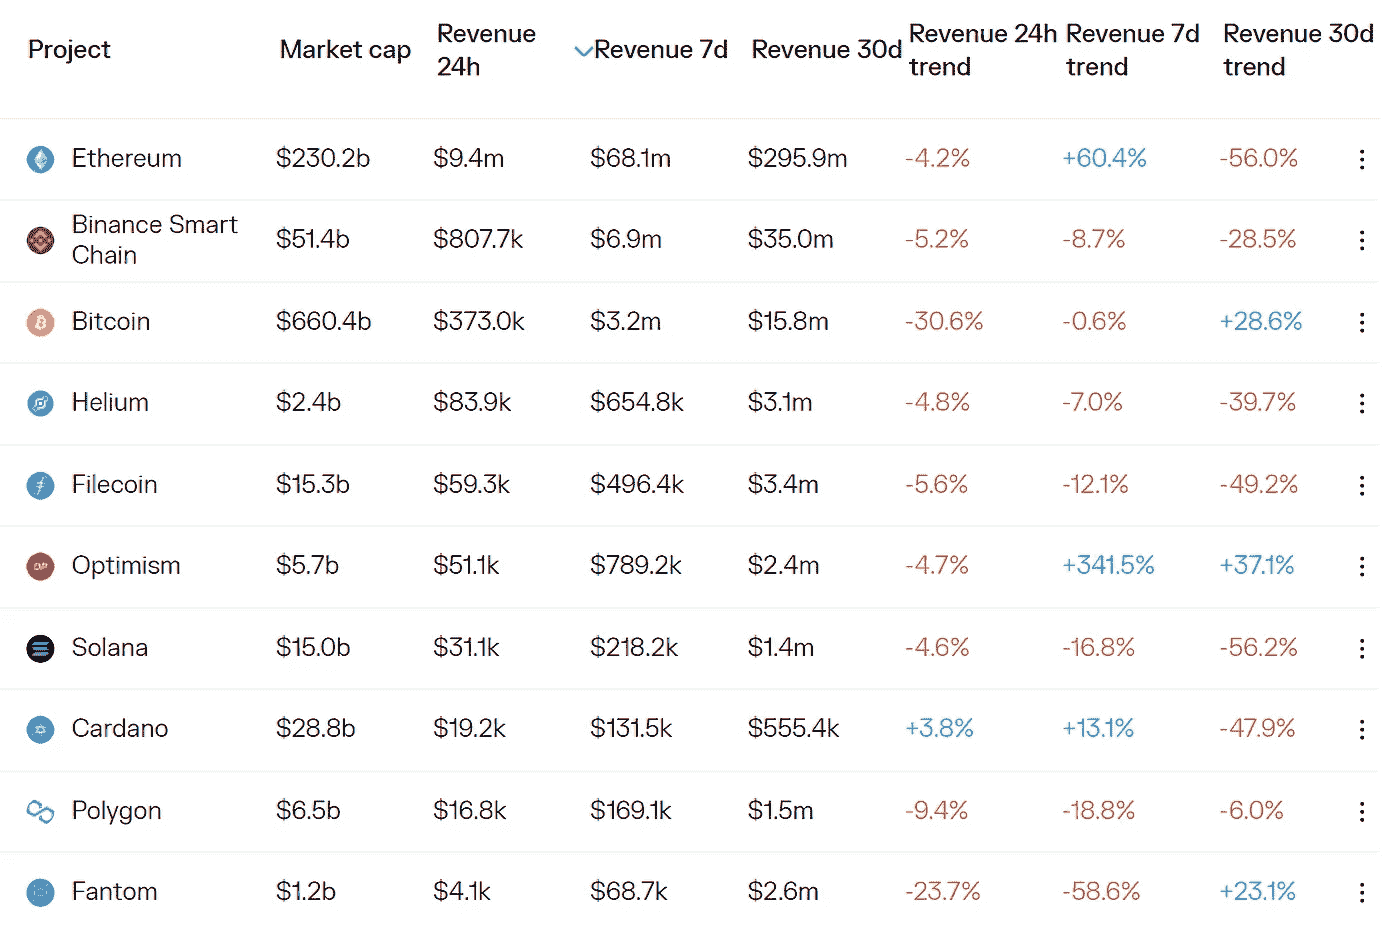 Project Market cap Revenue 24h Revenue 7d Revenue 30d Revenue 24h trend Revenue 7d trend Revenue 30d trend
Ethereum $230.2b $9.4m $68.1m $295.9m -4.2% +60.4% -56.0%
Binance Smart Chain $51.4b $807.7k $6.9m $35.0m -5.2% -8.7% -28.5%
Bitcoin $660.4b $373.0k $3.2m $15.8m -30.6% -0.6% +28.6%
Helium $2.4b $83.9k $654.8k $3.1m -4.8% -7.0% -39.7%
Filecoin $15.3b $59.3k $496.4k $3.4m -5.6% -12.1% -49.2%
Optimism $5.7b $51.1k $789.2k $2.4m -4.7% +341.5% +37.1%
Solana $15.0b $31.1k $218.2k $1.4m -4.6% -16.8% -56.2%
Cardano $28.8b $19.2k $131.5k $555.4k +3.8% +13.1% -47.9%
Polygon $6.5b $16.8k $169.1k $1.5m -9.4% -18.8% -6.0%
Fantom $1.2b $4.1k $68.7k $2.6m -23.7% -58.6% +23.1%